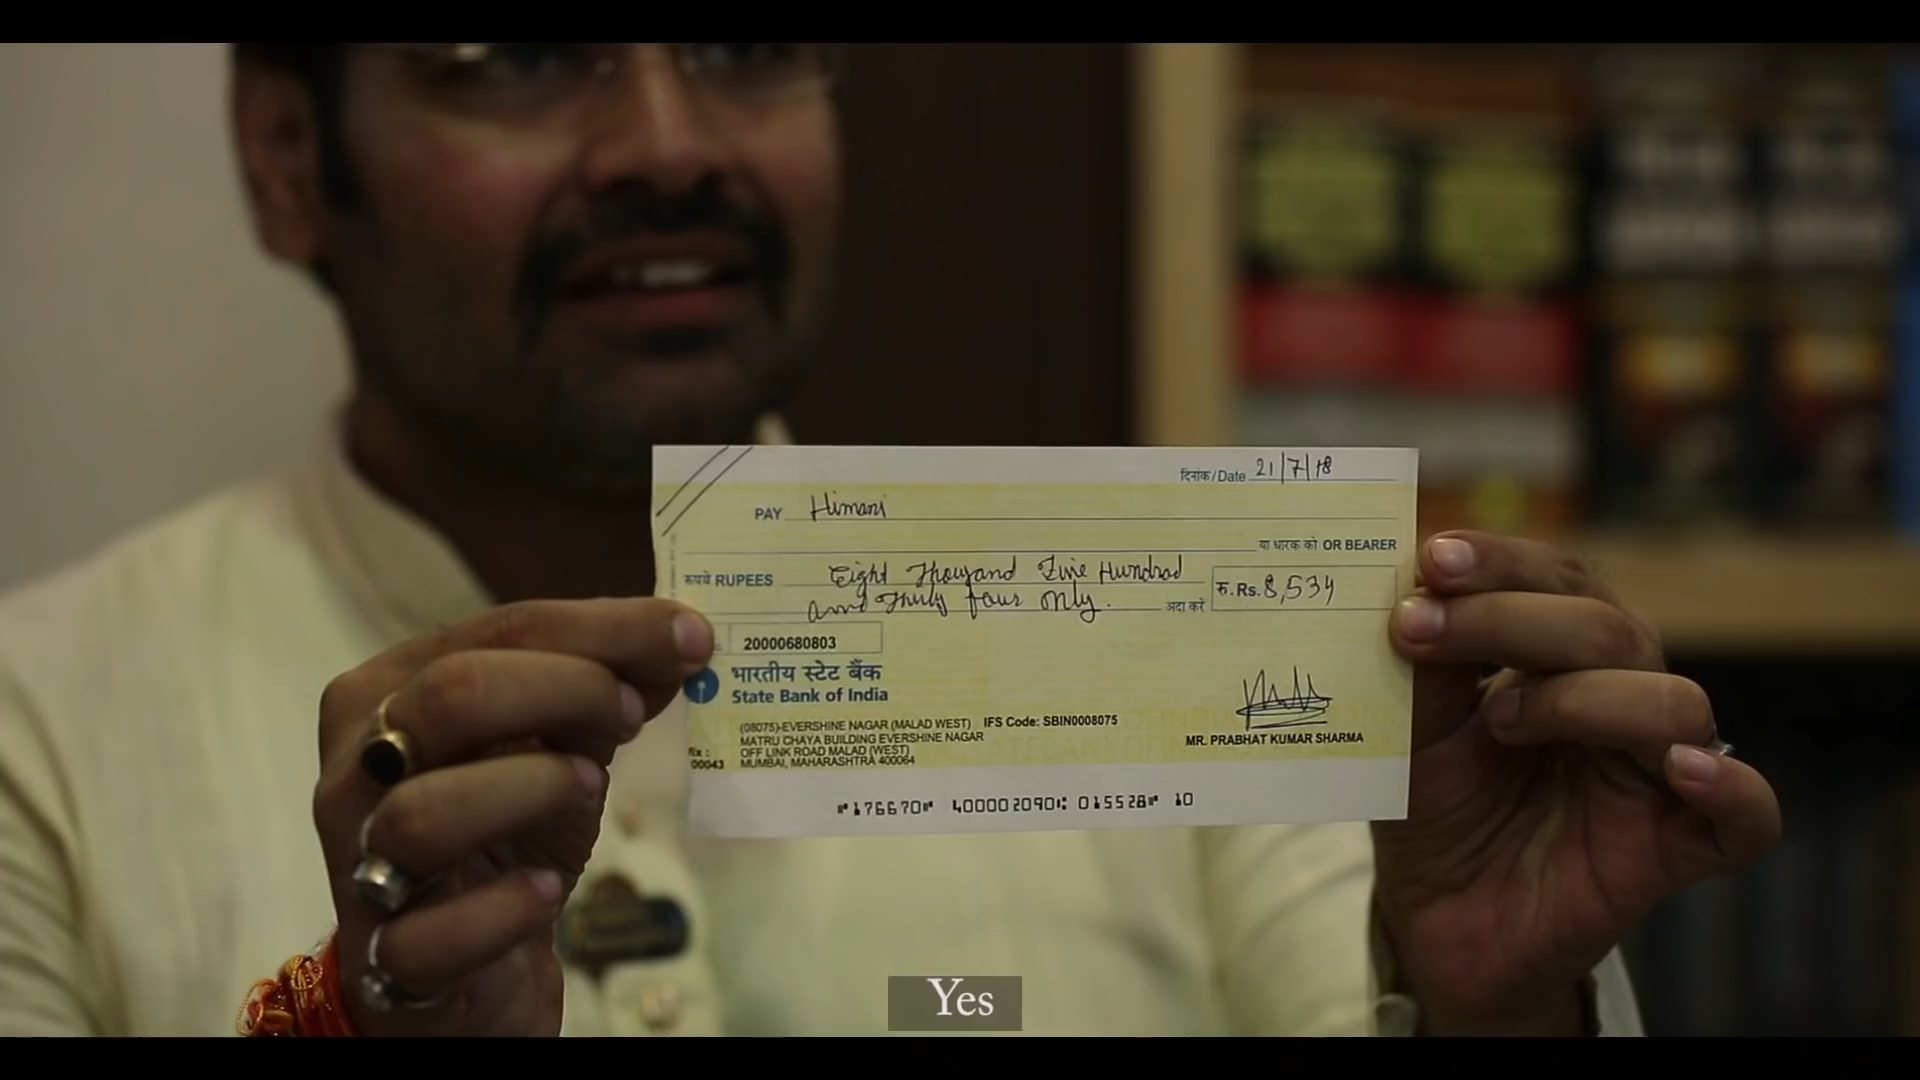 दिनांक/Date 21/7/18
PAY Himani
या धारक को OR BEARER
रुपये RUPEES Eight Thousand Five Hundred
and Thirty four only. अदा करें रु.Rs. 8,534
20000680803
भारतीय स्टेट बैंक
State Bank of India
(08075)-EVERSHINE NAGAR (MALAD WEST) IFS Code: SBIN0008075
MATRU CHAYA BUILDING EVERSHINE NAGAR
OFF LINK ROAD MALAD (WEST)
00043 MUMBAI, MAHARASHTRA 400064
MR. PRABHAT KUMAR SHARMA
⑈176670⑈ 400002090⑆ 015528⑈ 10
Yes